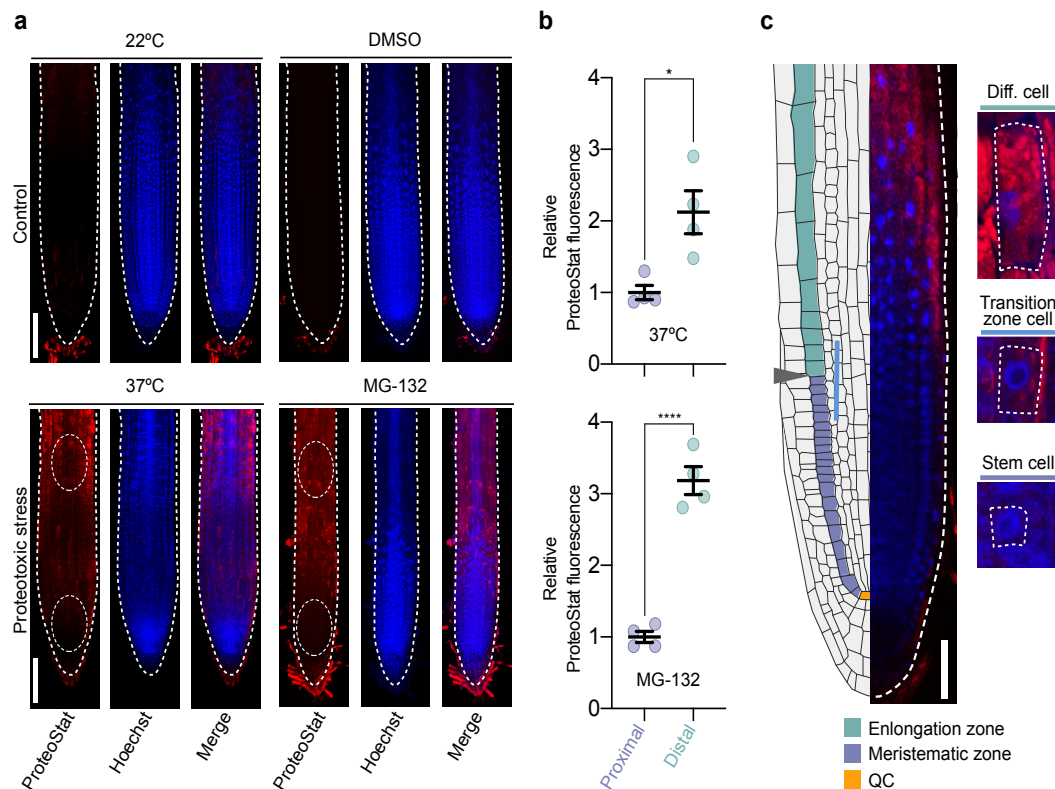 a
22ºC
DMSO
Control
37ºC
MG-132
Proteotoxic stress
ProteoStat
Hoechst
Merge
ProteoStat
Hoechst
Merge
b
4
3
2
1
0
Relative
ProteoStat fluorescence
*
37ºC
4
3
2
1
0
Relative
ProteoStat fluorescence
****
MG-132
Proximal
Distal
c
Diff. cell
Transition
zone cell
Stem cell
Enlongation zone
Meristematic zone
QC